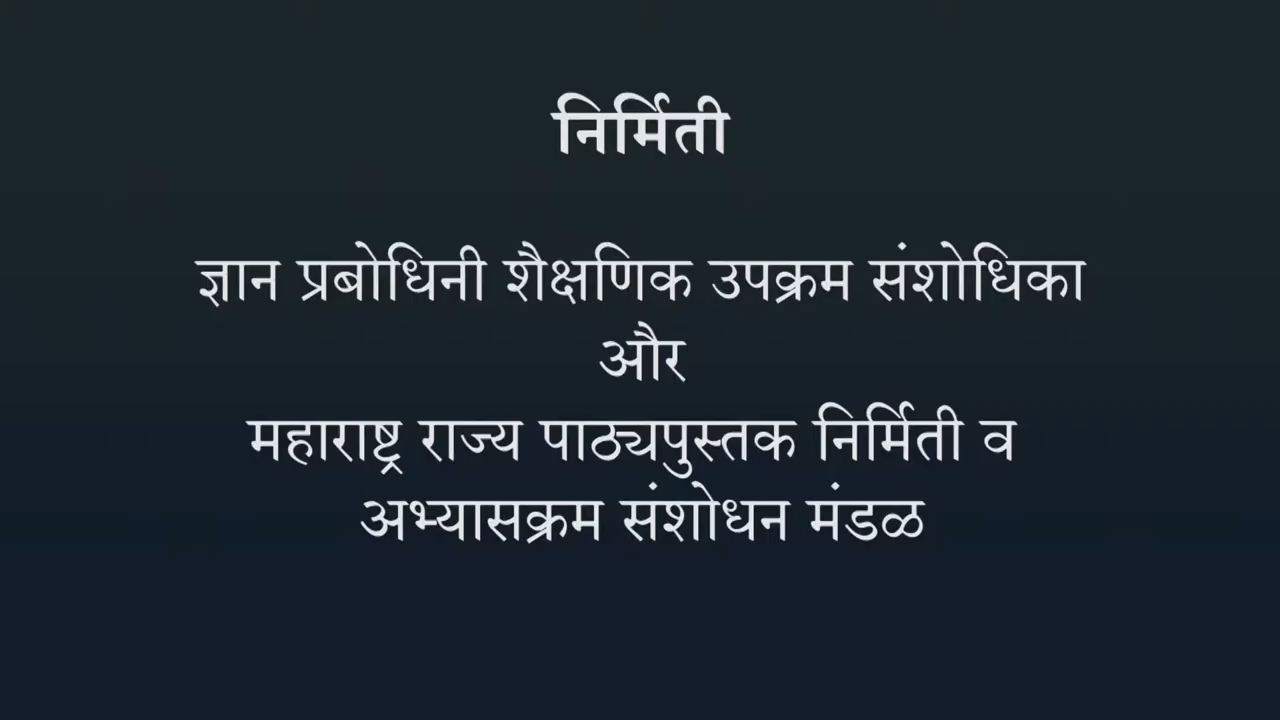 निर्मिती
ज्ञान प्रबोधिनी शैक्षणिक उपक्रम संशोधिका
और
महाराष्ट्र राज्य पाठ्यपुस्तक निर्मिती व
अभ्यासक्रम संशोधन मंडळ